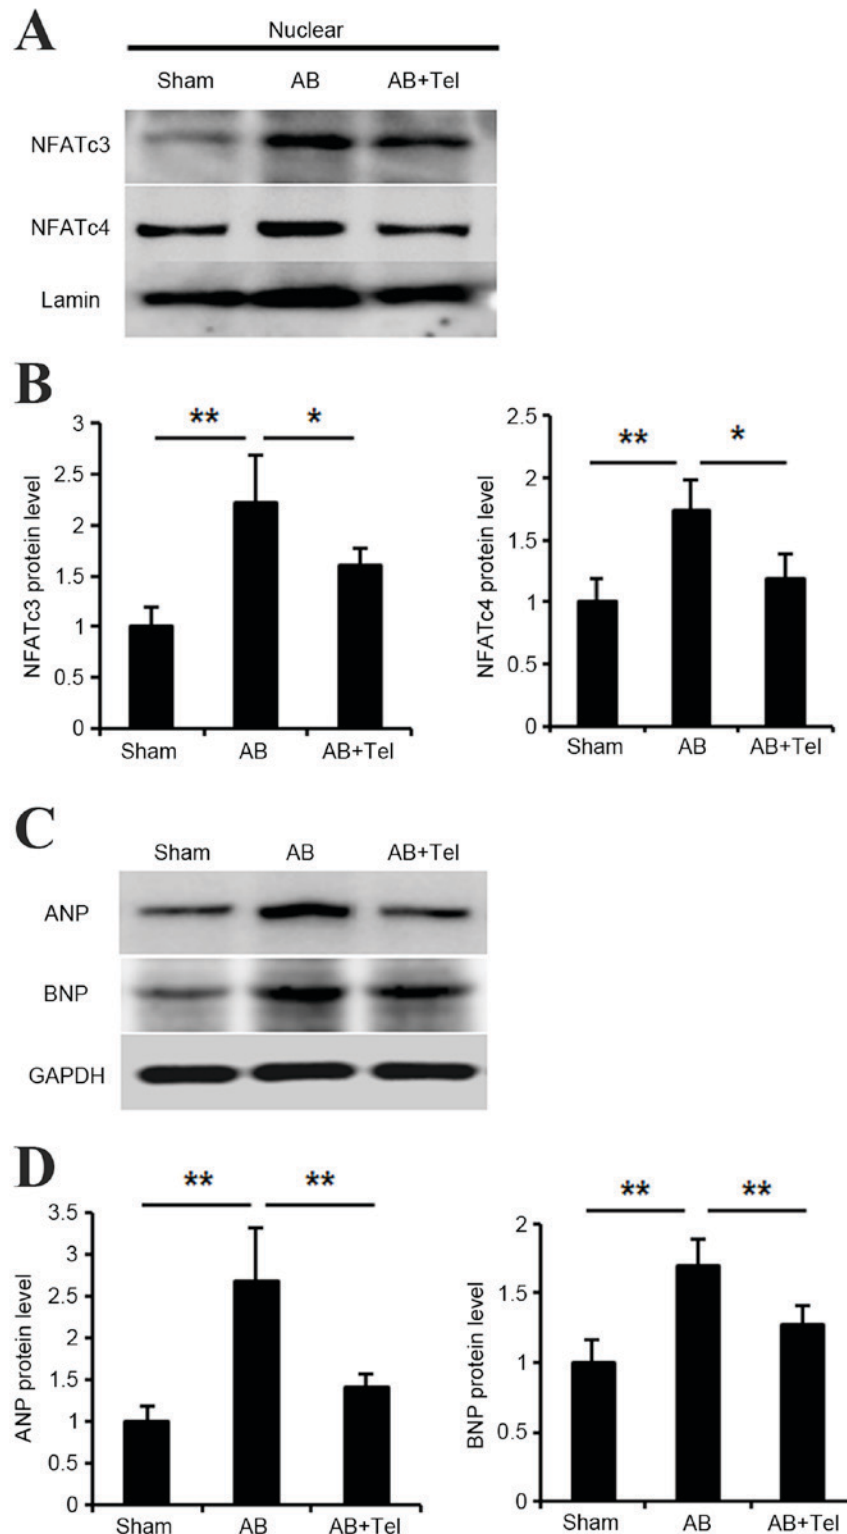 A
Nuclear
Sham AB AB+Tel
NFATc3
NFATc4
Lamin
B
** *
3
2.5
2
1.5
1
0.5
0
NFATc3 protein level
Sham AB AB+Tel
** *
2.5
2
1.5
1
0.5
0
NFATc4 protein level
Sham AB AB+Tel
C
Sham AB AB+Tel
ANP
BNP
GAPDH
D
** **
3.5
3
2.5
2
1.5
1
0.5
0
ANP protein level
Sham AB AB+Tel
** **
2
1.5
1
0.5
0
BNP protein level
Sham AB AB+Tel